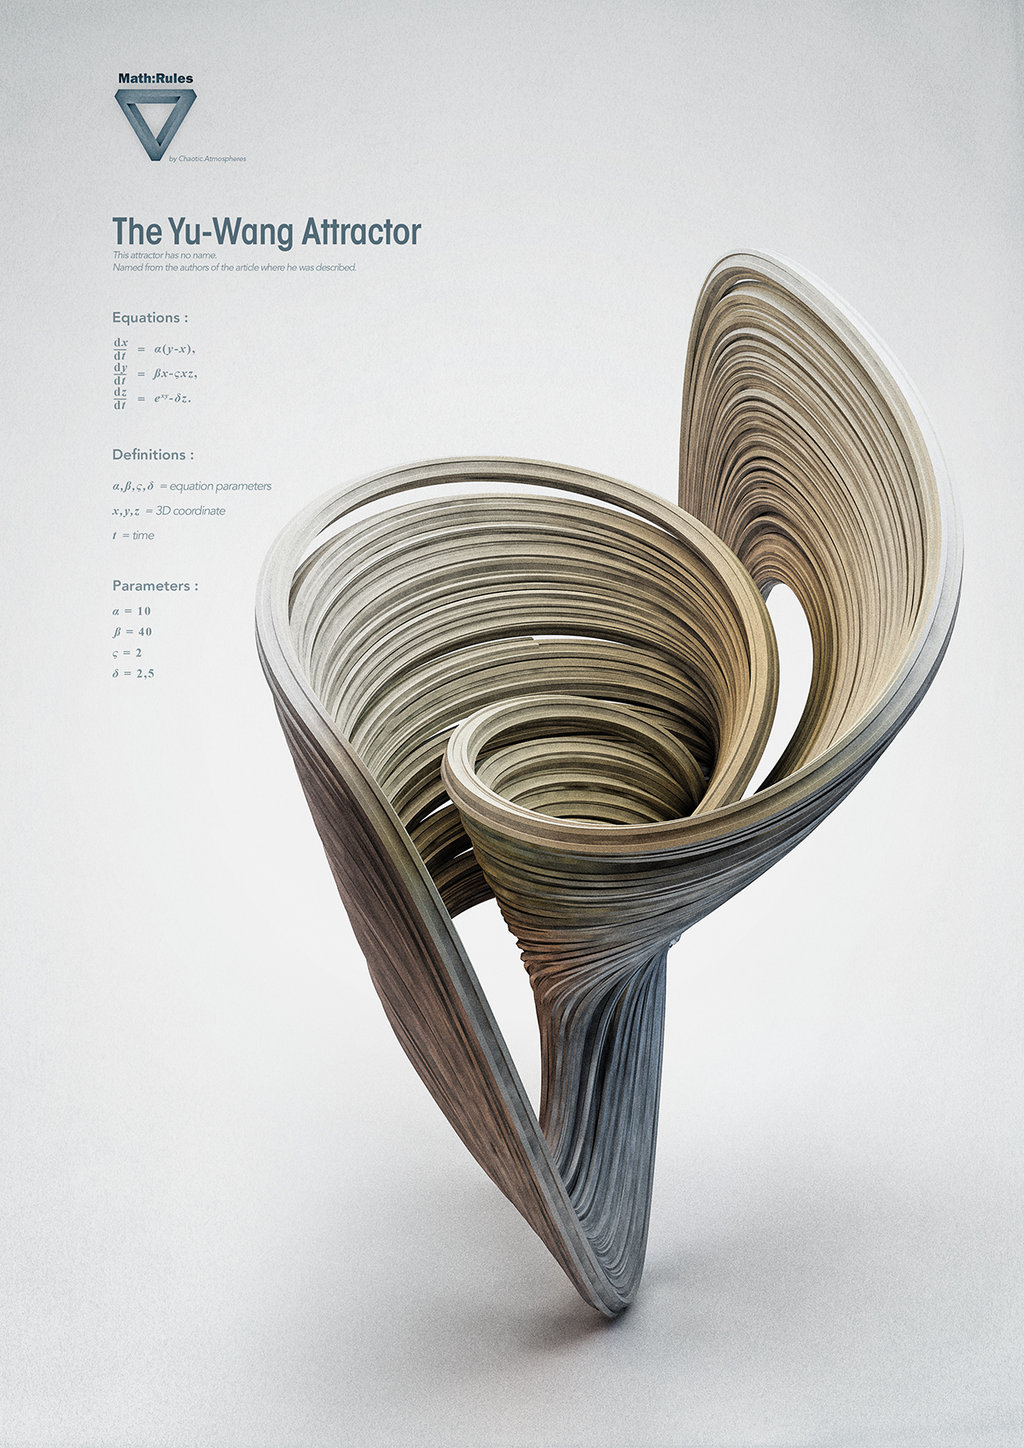 Math:Rules
by Chaotic Atmospheres
The Yu-Wang Attractor
This attractor has no name.
Named from the authors of the article where he was described.
Equations :
dx/dt = α(y-x),
dy/dt = βx-ςxz,
dz/dt = eˣʸ-δz.
Definitions :
α,β,ς,δ = equation parameters
x,y,z = 3D coordinate
t = time
Parameters :
α = 10
β = 40
ς = 2
δ = 2,5